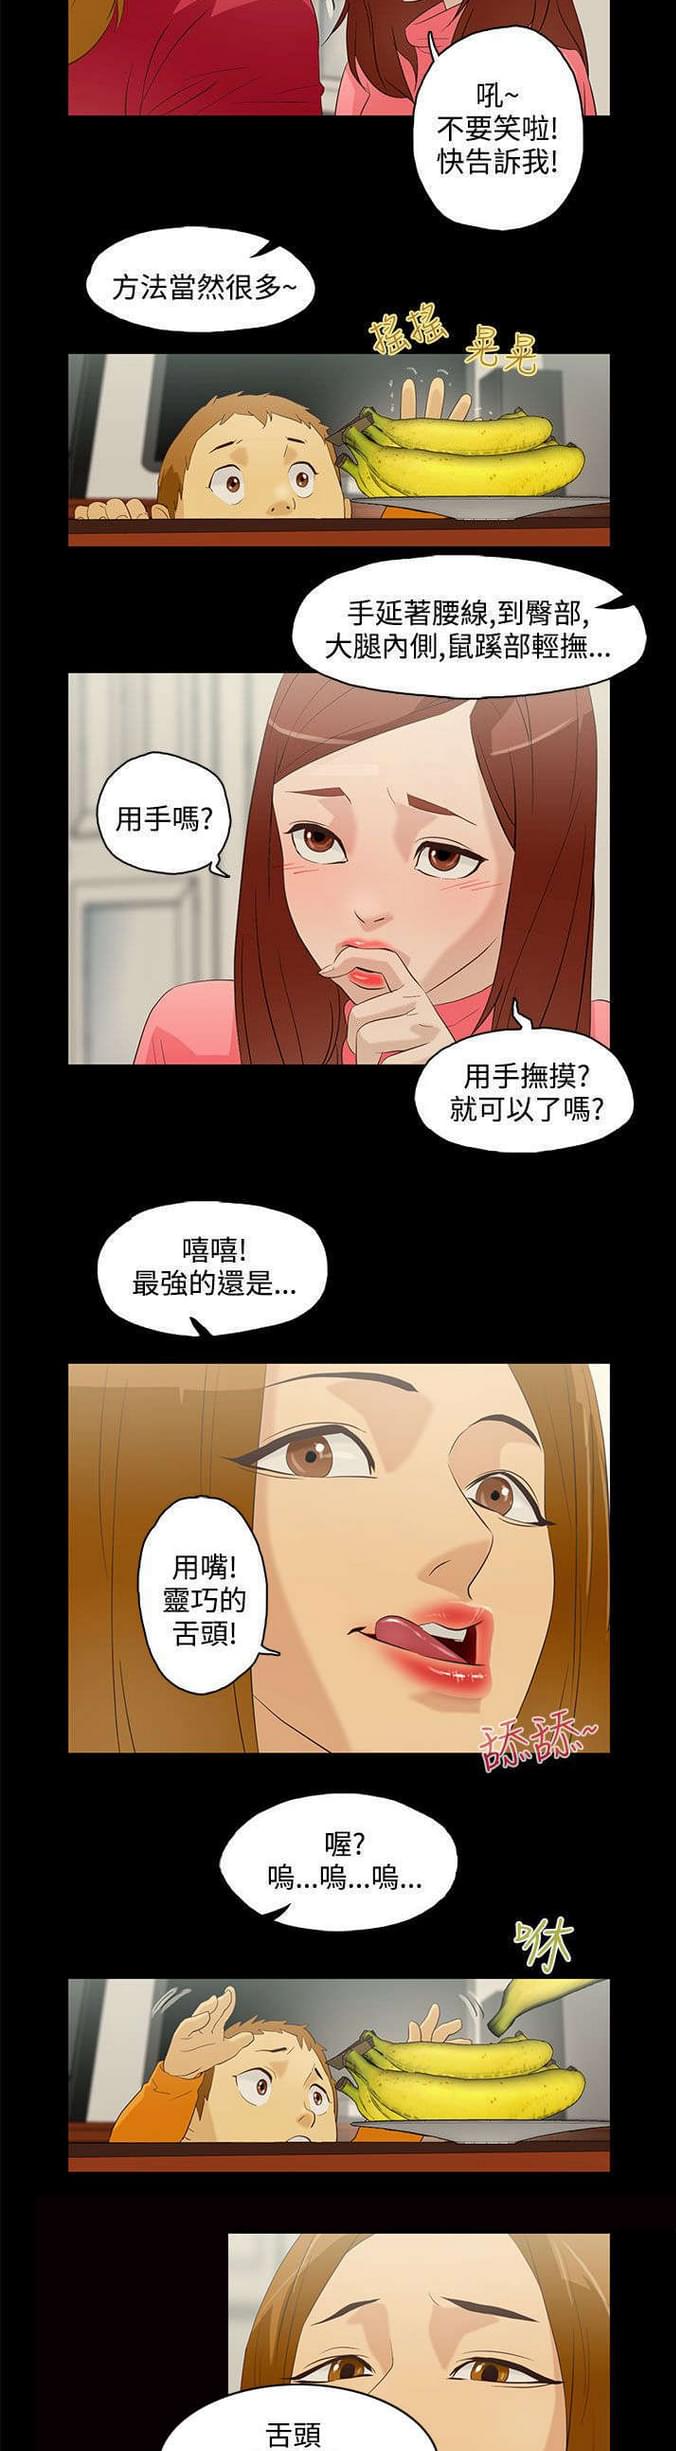 吼~
不要笑啦!
快告訴我!
方法當然很多~
搖搖 晃晃
手延著腰線,到臀部,
大腿內側,鼠蹊部輕撫...
用手嗎?
用手撫摸?
就可以了嗎?
嘻嘻!
最強的還是...
用嘴!
靈巧的
舌頭!
舔舔~
喔?
嗚...嗚...嗚...
咻
舌頭